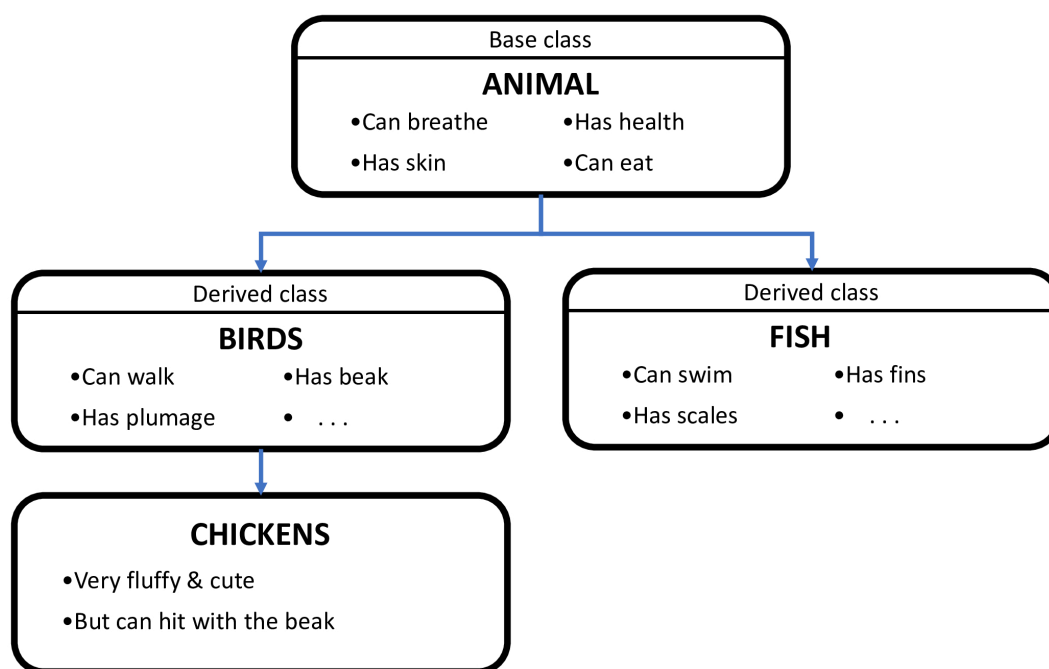 Base class
ANIMAL
•Can breathe •Has health
•Has skin •Can eat
Derived class
BIRDS
•Can walk •Has beak
•Has plumage • . . .
Derived class
FISH
•Can swim •Has fins
•Has scales • . . .
CHICKENS
•Very fluffy & cute
•But can hit with the beak